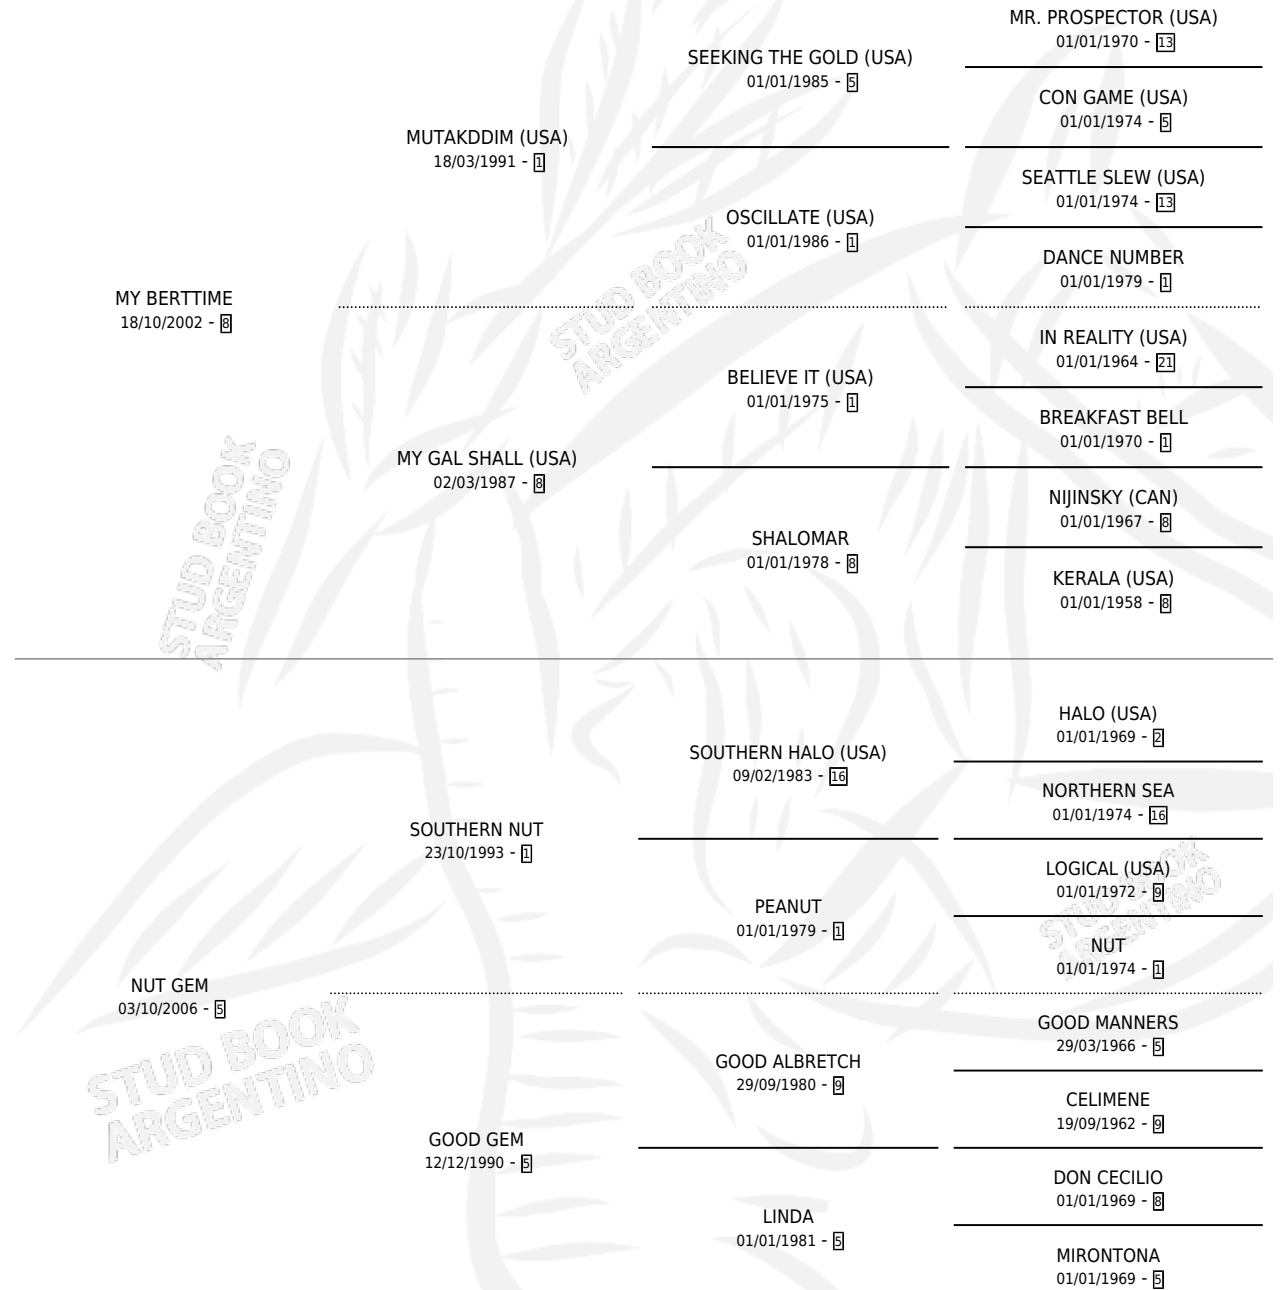 MR. PROSPECTOR (USA)
01/01/1970 - 13
SEEKING THE GOLD (USA)
01/01/1985 - 5
CON GAME (USA)
01/01/1974 - 5
MUTAKDDIM (USA)
18/03/1991 - 1
SEATTLE SLEW (USA)
01/01/1974 - 13
OSCILLATE (USA)
01/01/1986 - 1
DANCE NUMBER
01/01/1979 - 1
MY BERTTIME
18/10/2002 - 8
IN REALITY (USA)
01/01/1964 - 21
BELIEVE IT (USA)
01/01/1975 - 1
BREAKFAST BELL
01/01/1970 - 1
MY GAL SHALL (USA)
02/03/1987 - 8
NIJINSKY (CAN)
01/01/1967 - 8
SHALOMAR
01/01/1978 - 8
KERALA (USA)
01/01/1958 - 8
HALO (USA)
01/01/1969 - 2
SOUTHERN HALO (USA)
09/02/1983 - 16
NORTHERN SEA
01/01/1974 - 16
SOUTHERN NUT
23/10/1993 - 1
LOGICAL (USA)
01/01/1972 - 9
PEANUT
01/01/1979 - 1
NUT
01/01/1974 - 1
NUT GEM
03/10/2006 - 5
GOOD MANNERS
29/03/1966 - 5
GOOD ALBRETCH
29/09/1980 - 9
CELIMENE
19/09/1962 - 9
GOOD GEM
12/12/1990 - 5
DON CECILIO
01/01/1969 - 8
LINDA
01/01/1981 - 5
MIRONTONA
01/01/1969 - 5
STUD BOOK
ARGENTINO
STUD BOOK
ARGENTINO
STUD BOOK
ARGENTINO
STUD BOOK
ARGENTINO